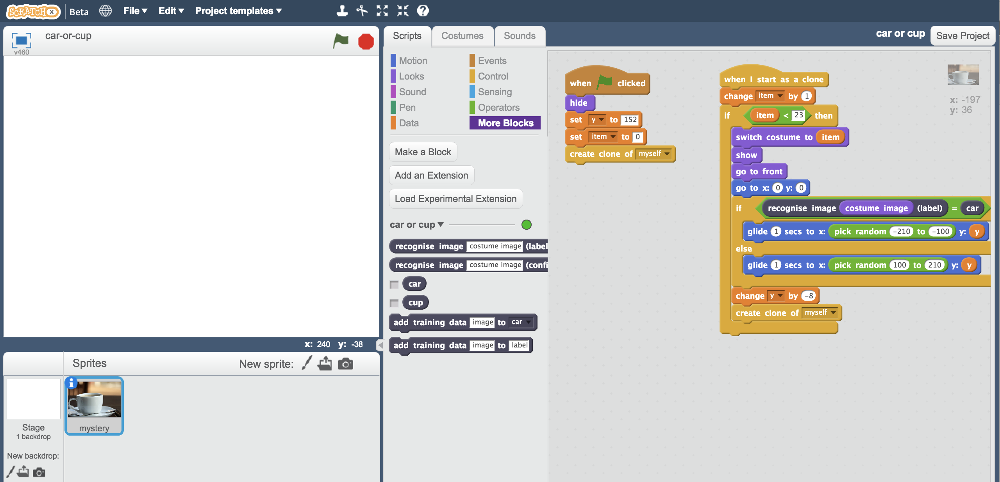 SCRATCHX Beta File Edit Project templates
car-or-cup
v460
x: 240 y: -38
Sprites New sprite:
mystery
Stage
1 backdrop
New backdrop:
Scripts Costumes Sounds
car or cup Save Project
Motion Events
Looks Control
Sound Sensing
Pen Operators
Data More Blocks
Make a Block
Add an Extension
Load Experimental Extension
car or cup
recognise image costume image (label
recognise image costume image (confi
car
cup
add training data image to car
add training data image to label
when clicked
hide
set y to 152
set item to 0
create clone of myself
when I start as a clone
change item by 1
if item < 23 then
switch costume to item
show
go to front
go to x: 0 y: 0
if recognise image costume image (label) = car
glide 1 secs to x: pick random -210 to -100 y: y
else
glide 1 secs to x: pick random 100 to 210 y: y
change y by -8
create clone of myself
x: -197
y: 36